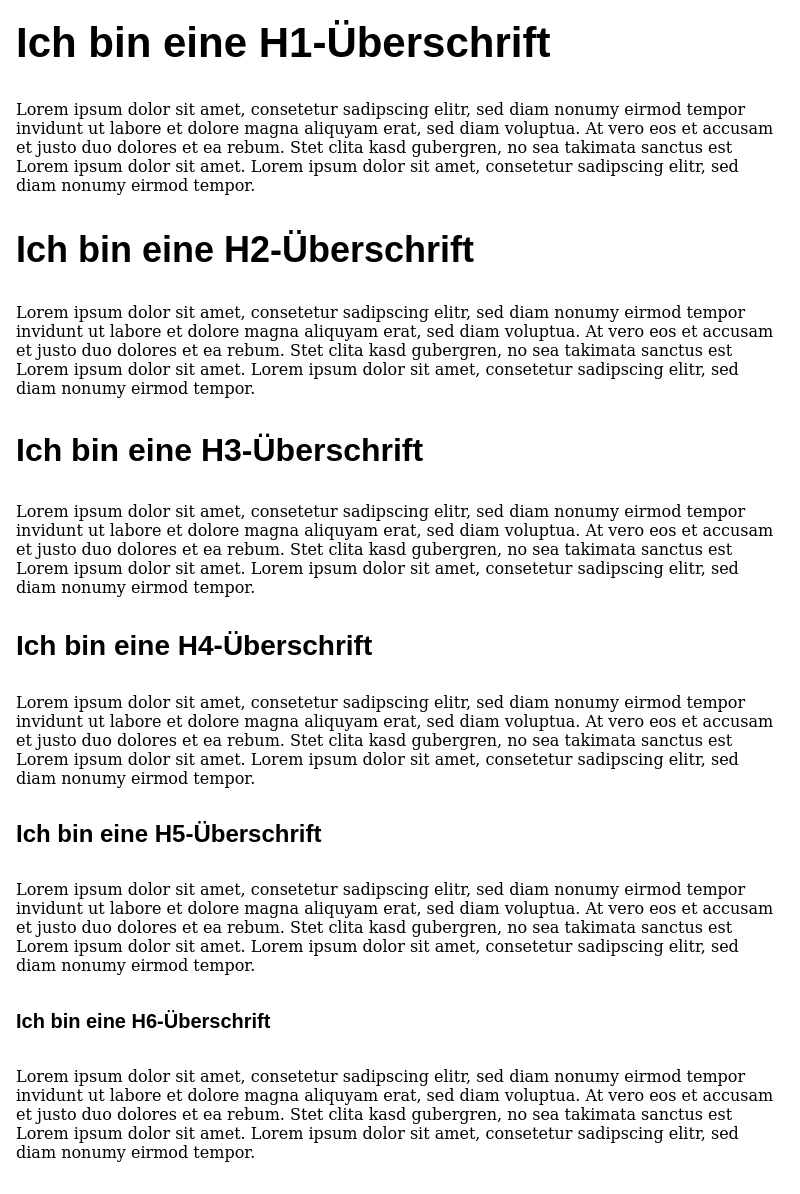 Ich bin eine H1-Überschrift
Lorem ipsum dolor sit amet, consetetur sadipscing elitr, sed diam nonumy eirmod tempor
invidunt ut labore et dolore magna aliquyam erat, sed diam voluptua. At vero eos et accusam
et justo duo dolores et ea rebum. Stet clita kasd gubergren, no sea takimata sanctus est
Lorem ipsum dolor sit amet. Lorem ipsum dolor sit amet, consetetur sadipscing elitr, sed
diam nonumy eirmod tempor.
Ich bin eine H2-Überschrift
Lorem ipsum dolor sit amet, consetetur sadipscing elitr, sed diam nonumy eirmod tempor
invidunt ut labore et dolore magna aliquyam erat, sed diam voluptua. At vero eos et accusam
et justo duo dolores et ea rebum. Stet clita kasd gubergren, no sea takimata sanctus est
Lorem ipsum dolor sit amet. Lorem ipsum dolor sit amet, consetetur sadipscing elitr, sed
diam nonumy eirmod tempor.
Ich bin eine H3-Überschrift
Lorem ipsum dolor sit amet, consetetur sadipscing elitr, sed diam nonumy eirmod tempor
invidunt ut labore et dolore magna aliquyam erat, sed diam voluptua. At vero eos et accusam
et justo duo dolores et ea rebum. Stet clita kasd gubergren, no sea takimata sanctus est
Lorem ipsum dolor sit amet. Lorem ipsum dolor sit amet, consetetur sadipscing elitr, sed
diam nonumy eirmod tempor.
Ich bin eine H4-Überschrift
Lorem ipsum dolor sit amet, consetetur sadipscing elitr, sed diam nonumy eirmod tempor
invidunt ut labore et dolore magna aliquyam erat, sed diam voluptua. At vero eos et accusam
et justo duo dolores et ea rebum. Stet clita kasd gubergren, no sea takimata sanctus est
Lorem ipsum dolor sit amet. Lorem ipsum dolor sit amet, consetetur sadipscing elitr, sed
diam nonumy eirmod tempor.
Ich bin eine H5-Überschrift
Lorem ipsum dolor sit amet, consetetur sadipscing elitr, sed diam nonumy eirmod tempor
invidunt ut labore et dolore magna aliquyam erat, sed diam voluptua. At vero eos et accusam
et justo duo dolores et ea rebum. Stet clita kasd gubergren, no sea takimata sanctus est
Lorem ipsum dolor sit amet. Lorem ipsum dolor sit amet, consetetur sadipscing elitr, sed
diam nonumy eirmod tempor.
Ich bin eine H6-Überschrift
Lorem ipsum dolor sit amet, consetetur sadipscing elitr, sed diam nonumy eirmod tempor
invidunt ut labore et dolore magna aliquyam erat, sed diam voluptua. At vero eos et accusam
et justo duo dolores et ea rebum. Stet clita kasd gubergren, no sea takimata sanctus est
Lorem ipsum dolor sit amet. Lorem ipsum dolor sit amet, consetetur sadipscing elitr, sed
diam nonumy eirmod tempor.